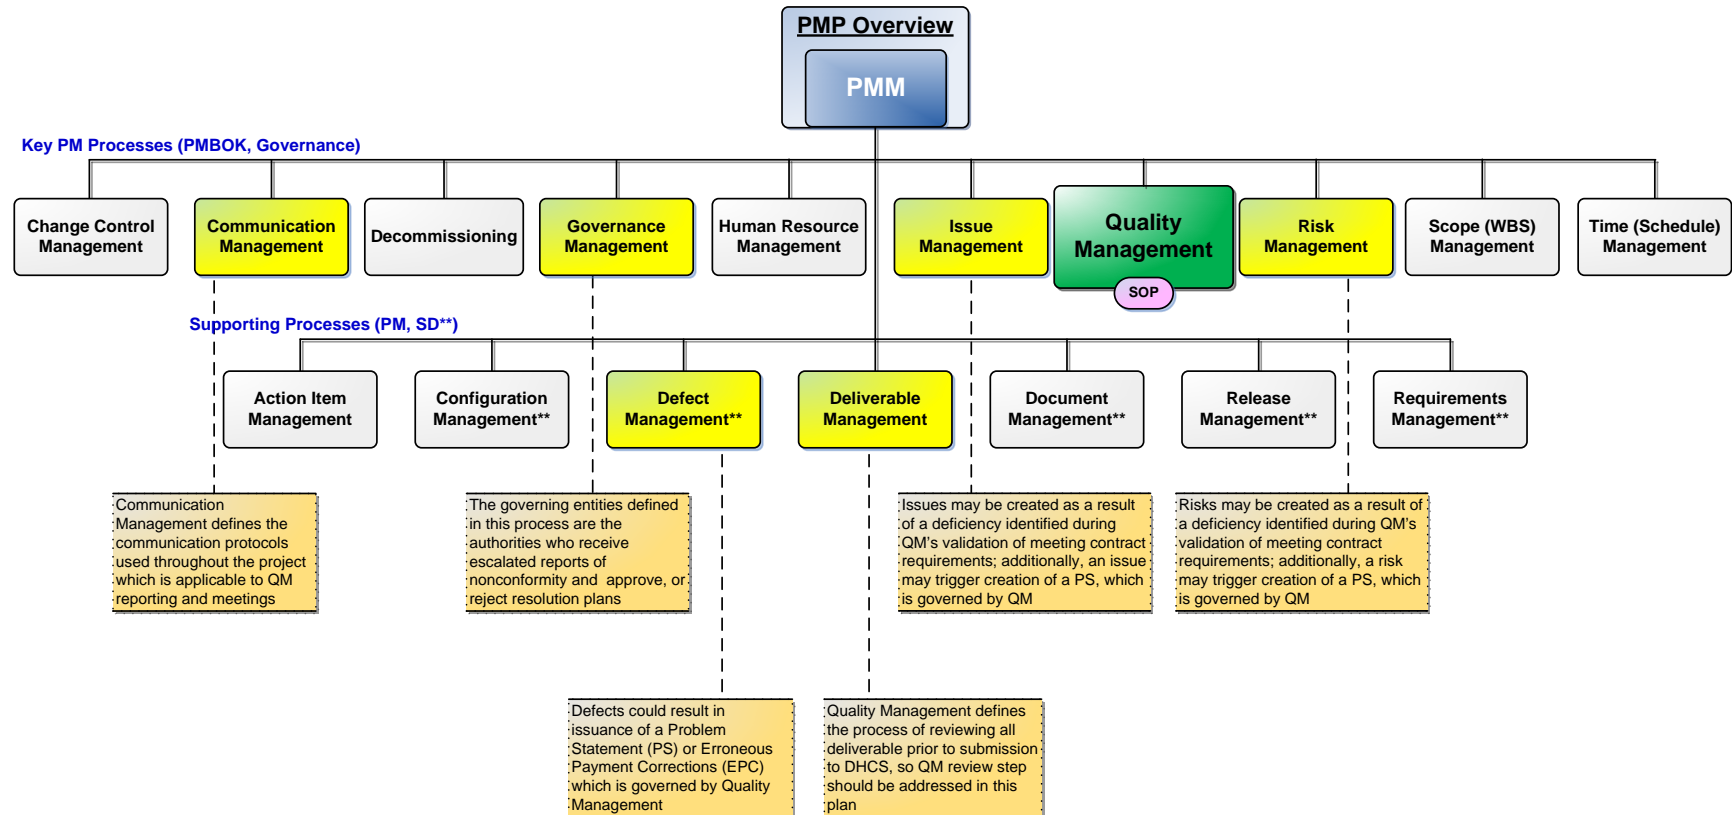 PMP Overview
PMM
Key PM Processes (PMBOK, Governance)
Change Control
Management
Communication
Management
Decommissioning
Governance
Management
Human Resource
Management
Issue
Management
Quality
Management
SOP
Risk
Management
Scope (WBS)
Management
Time (Schedule)
Management
Supporting Processes (PM, SD**)
Action Item
Management
Configuration
Management**
Defect
Management**
Deliverable
Management
Document
Management**
Release
Management**
Requirements
Management**
Communication
Management defines the
communication protocols
used throughout the project
which is applicable to QM
reporting and meetings
The governing entities defined
in this process are the
authorities who receive
escalated reports of
nonconformity and  approve, or
reject resolution plans
Issues may be created as a result
of a deficiency identified during
QM’s validation of meeting contract
requirements; additionally, an issue
may trigger creation of a PS, which
is governed by QM
Risks may be created as a result of
a deficiency identified during QM’s
validation of meeting contract
requirements; additionally, a risk
may trigger creation of a PS, which
is governed by QM
Defects could result in
issuance of a Problem
Statement (PS) or Erroneous
Payment Corrections (EPC)
which is governed by Quality
Management
Quality Management defines
the process of reviewing all
deliverable prior to submission
to DHCS, so QM review step
should be addressed in this
plan